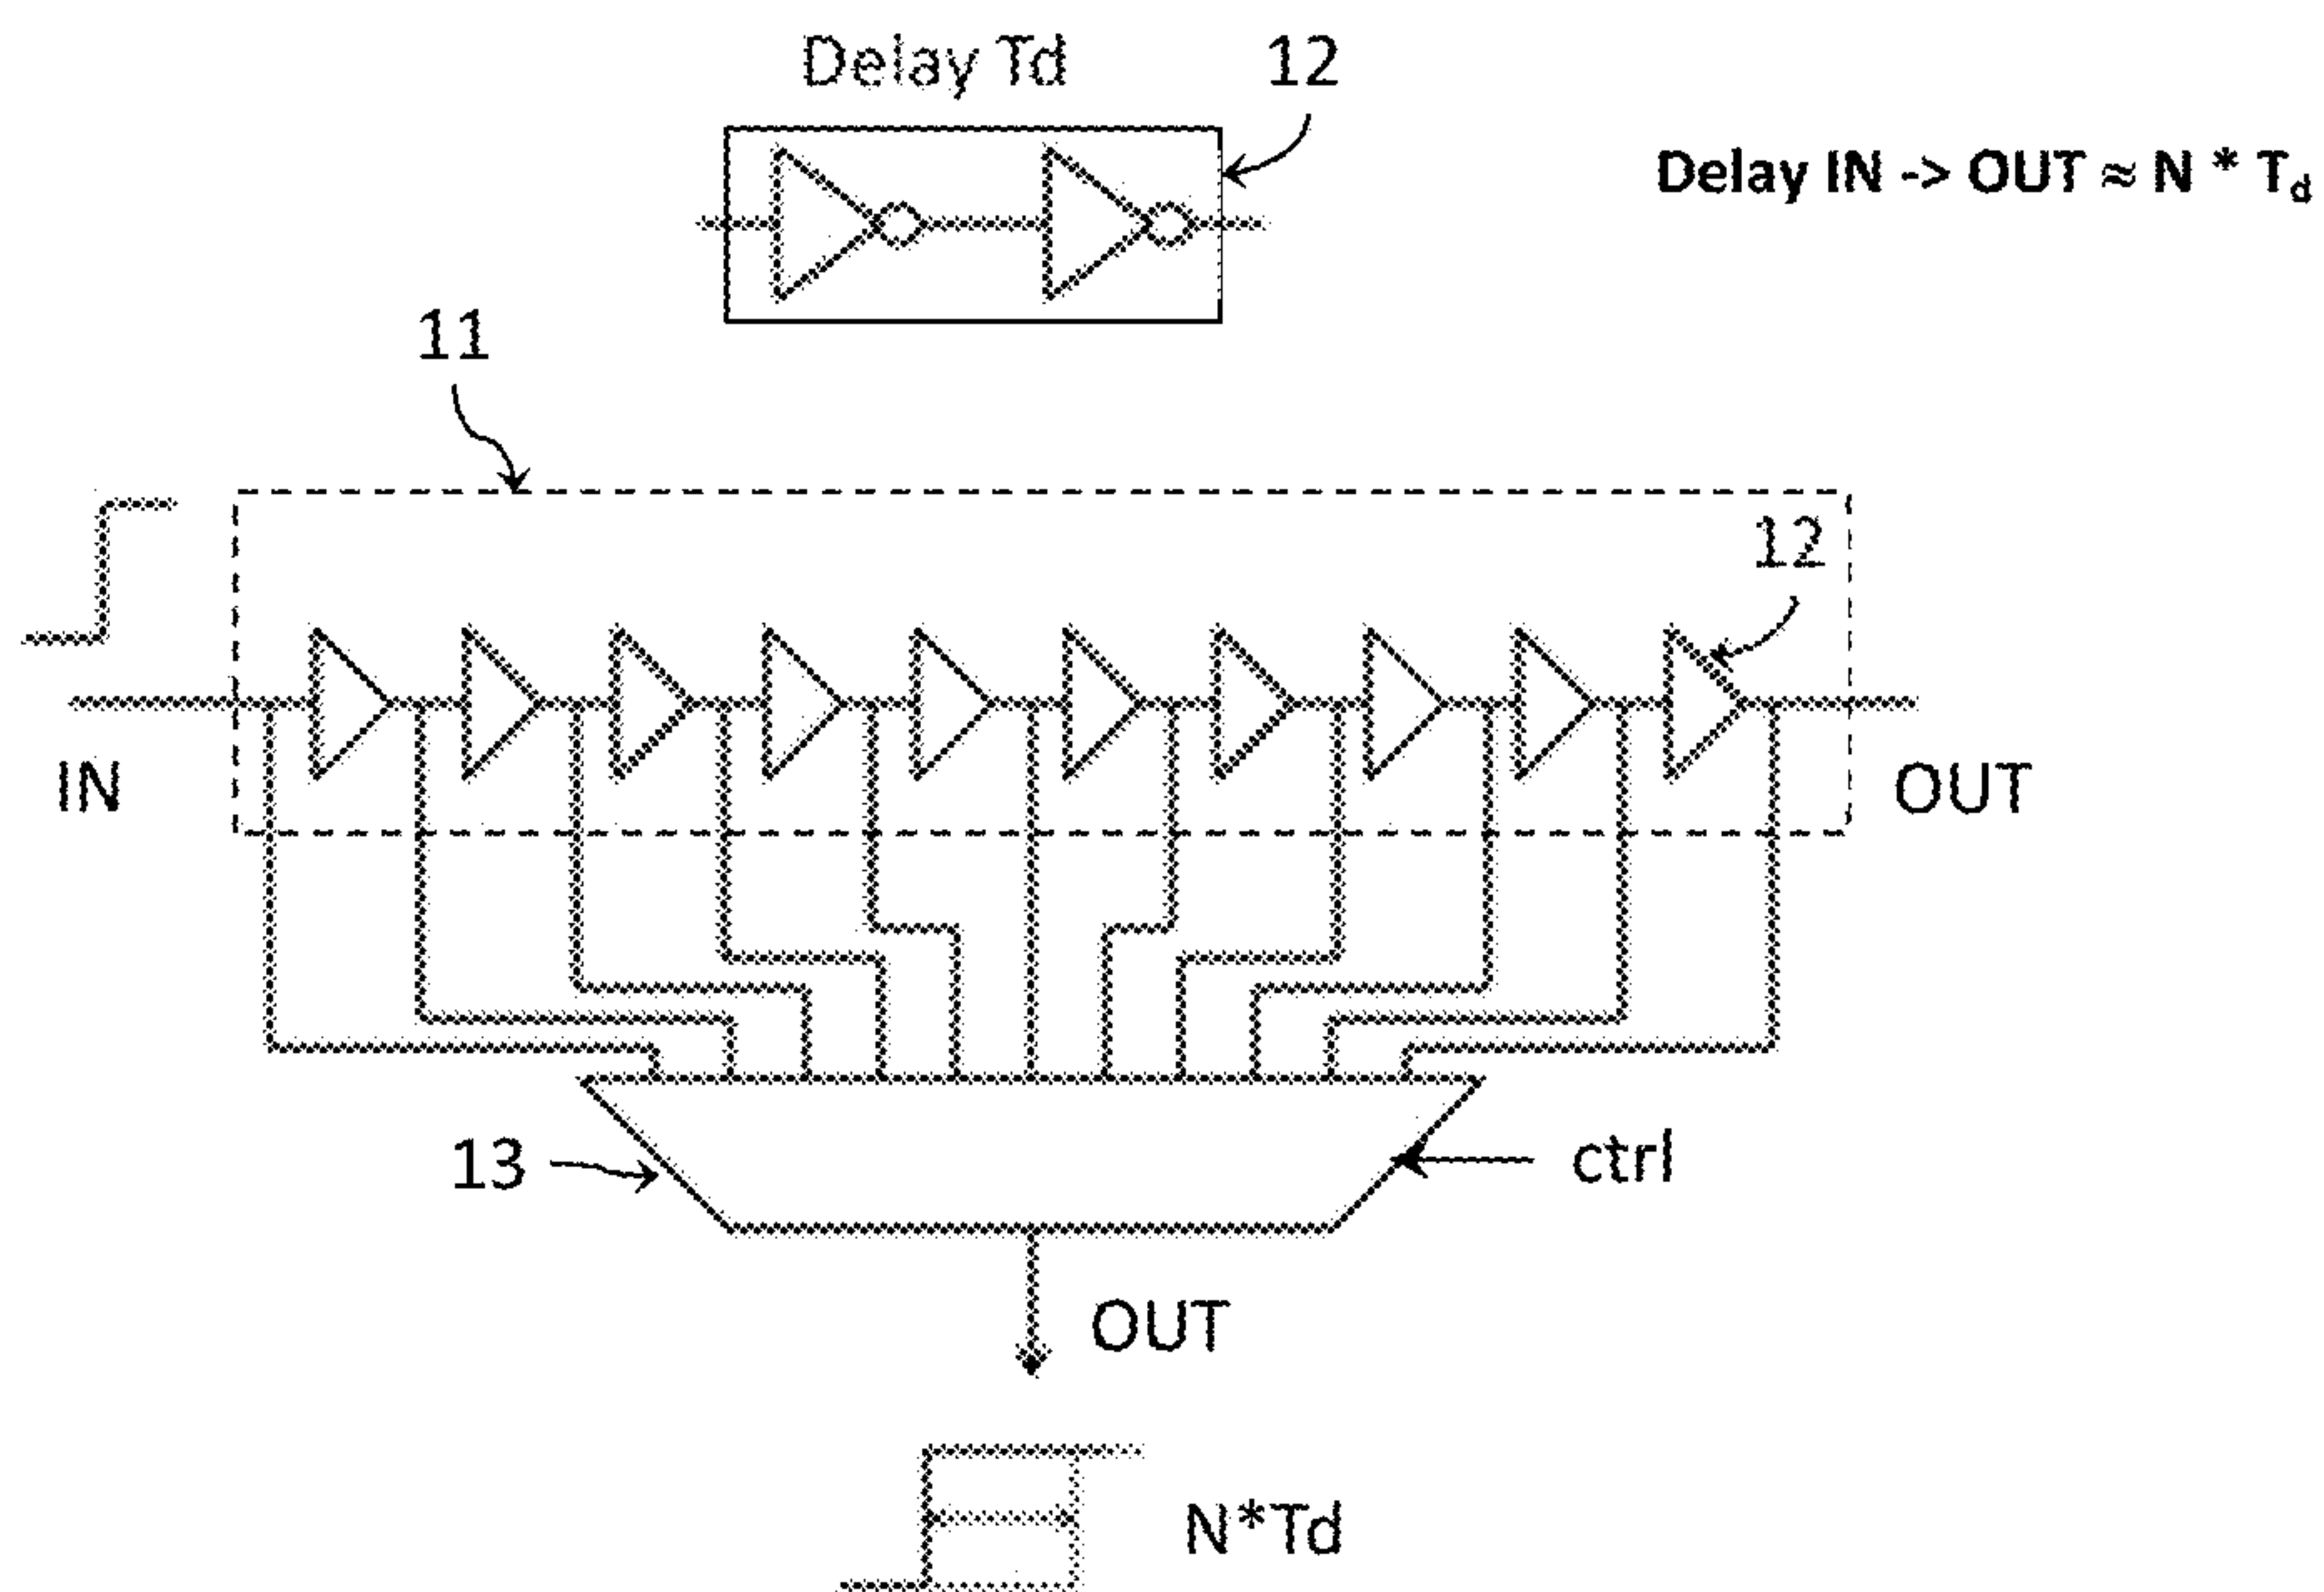 Delay Td
12
Delay IN -> OUT ≈ N * Td
11
12
IN
OUT
13
ctrl
OUT
N*Td